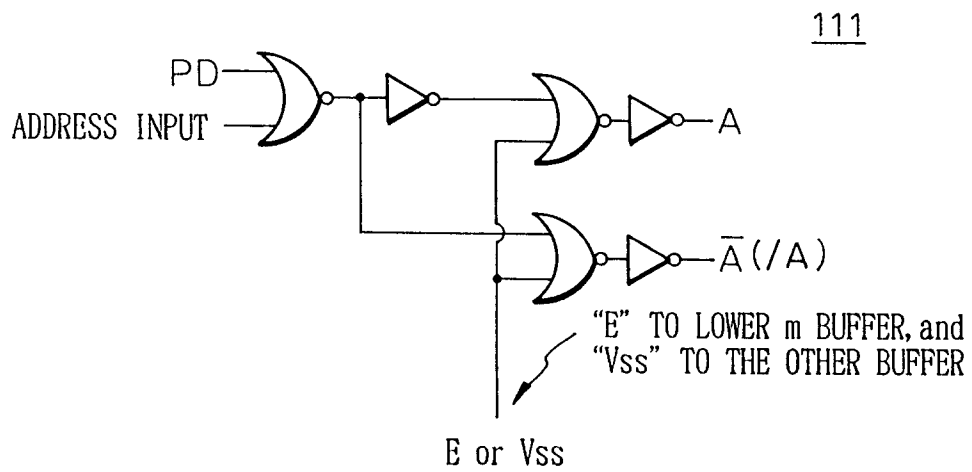 111
PD
ADDRESS INPUT
A
A̅(/A)
“E” TO LOWER m BUFFER, and
“Vss” TO THE OTHER BUFFER
E or Vss